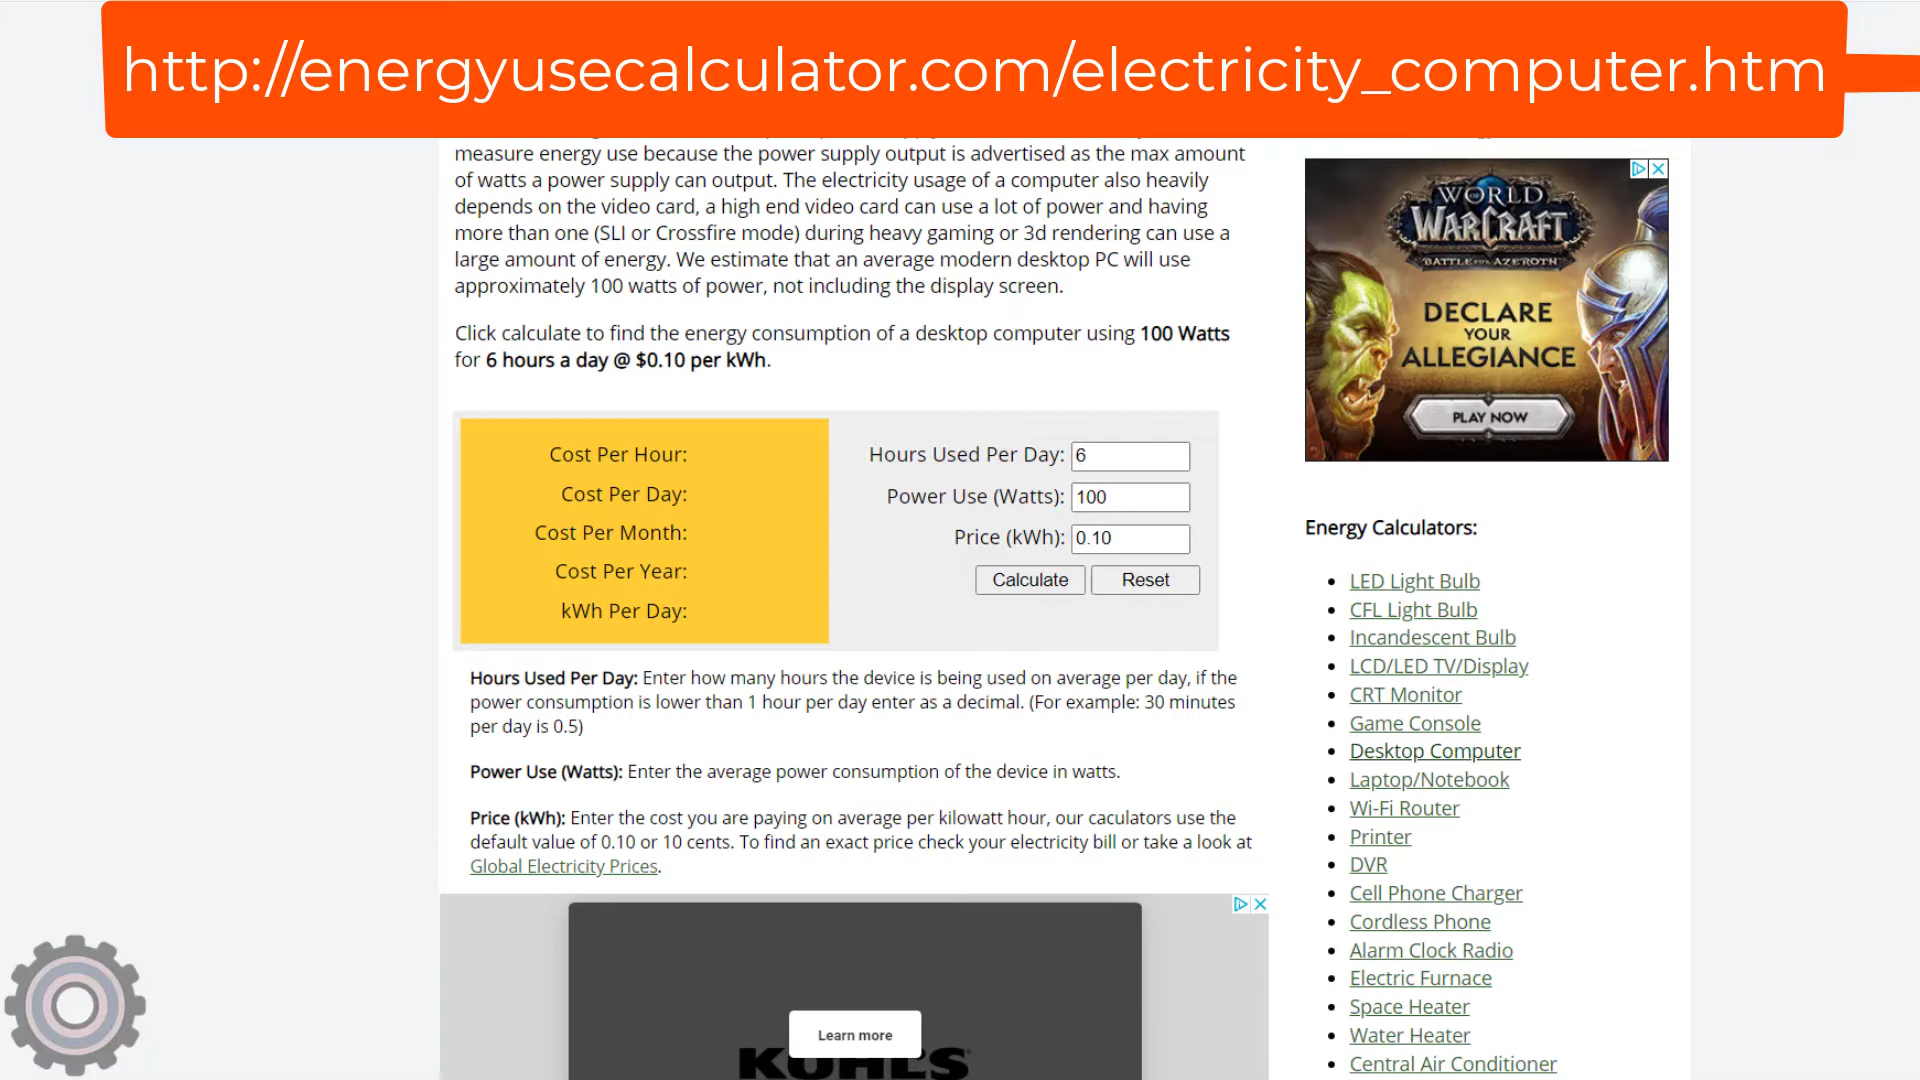 http://energyusecalculator.com/electricity_computer.htm
measure energy use because the power supply output is advertised as the max amount
of watts a power supply can output. The electricity usage of a computer also heavily
depends on the video card, a high end video card can use a lot of power and having
more than one (SLI or Crossfire mode) during heavy gaming or 3d rendering can use a
large amount of energy. We estimate that an average modern desktop PC will use
approximately 100 watts of power, not including the display screen.
Click calculate to find the energy consumption of a desktop computer using 100 Watts
for 6 hours a day @ $0.10 per kWh.
Cost Per Hour:
Cost Per Day:
Cost Per Month:
Cost Per Year:
kWh Per Day:
Hours Used Per Day: 6
Power Use (Watts): 100
Price (kWh): 0.10
Calculate Reset
Hours Used Per Day: Enter how many hours the device is being used on average per day, if the
power consumption is lower than 1 hour per day enter as a decimal. (For example: 30 minutes
per day is 0.5)
Power Use (Watts): Enter the average power consumption of the device in watts.
Price (kWh): Enter the cost you are paying on average per kilowatt hour, our caculators use the
default value of 0.10 or 10 cents. To find an exact price check your electricity bill or take a look at
Global Electricity Prices.
Learn more
KOHLS
WORLD
OF
WARCRAFT
BATTLE FOR AZEROTH
DECLARE
YOUR
ALLEGIANCE
PLAY NOW
Energy Calculators:
LED Light Bulb
CFL Light Bulb
Incandescent Bulb
LCD/LED TV/Display
CRT Monitor
Game Console
Desktop Computer
Laptop/Notebook
Wi-Fi Router
Printer
DVR
Cell Phone Charger
Cordless Phone
Alarm Clock Radio
Electric Furnace
Space Heater
Water Heater
Central Air Conditioner